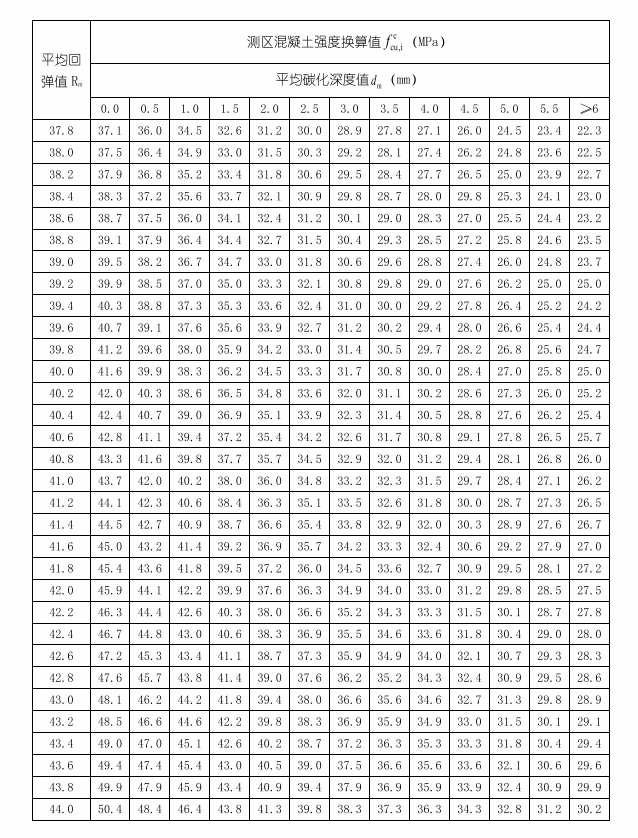 测区混凝土强度换算值 f c cu,i (MPa)
平均回
弹值 Rm
平均碳化深度值 dm (mm)
0.0 0.5 1.0 1.5 2.0 2.5 3.0 3.5 4.0 4.5 5.0 5.5 ≥6
37.8 37.1 36.0 34.5 32.6 31.2 30.0 28.9 27.8 27.1 26.0 24.5 23.4 22.3
38.0 37.5 36.4 34.9 33.0 31.5 30.3 29.2 28.1 27.4 26.2 24.8 23.6 22.5
38.2 37.9 36.8 35.2 33.4 31.8 30.6 29.5 28.4 27.7 26.5 25.0 23.9 22.7
38.4 38.3 37.2 35.6 33.7 32.1 30.9 29.8 28.7 28.0 29.8 25.3 24.1 23.0
38.6 38.7 37.5 36.0 34.1 32.4 31.2 30.1 29.0 28.3 27.0 25.5 24.4 23.2
38.8 39.1 37.9 36.4 34.4 32.7 31.5 30.4 29.3 28.5 27.2 25.8 24.6 23.5
39.0 39.5 38.2 36.7 34.7 33.0 31.8 30.6 29.6 28.8 27.4 26.0 24.8 23.7
39.2 39.9 38.5 37.0 35.0 33.3 32.1 30.8 29.8 29.0 27.6 26.2 25.0 25.0
39.4 40.3 38.8 37.3 35.3 33.6 32.4 31.0 30.0 29.2 27.8 26.4 25.2 24.2
39.6 40.7 39.1 37.6 35.6 33.9 32.7 31.2 30.2 29.4 28.0 26.6 25.4 24.4
39.8 41.2 39.6 38.0 35.9 34.2 33.0 31.4 30.5 29.7 28.2 26.8 25.6 24.7
40.0 41.6 39.9 38.3 36.2 34.5 33.3 31.7 30.8 30.0 28.4 27.0 25.8 25.0
40.2 42.0 40.3 38.6 36.5 34.8 33.6 32.0 31.1 30.2 28.6 27.3 26.0 25.2
40.4 42.4 40.7 39.0 36.9 35.1 33.9 32.3 31.4 30.5 28.8 27.6 26.2 25.4
40.6 42.8 41.1 39.4 37.2 35.4 34.2 32.6 31.7 30.8 29.1 27.8 26.5 25.7
40.8 43.3 41.6 39.8 37.7 35.7 34.5 32.9 32.0 31.2 29.4 28.1 26.8 26.0
41.0 43.7 42.0 40.2 38.0 36.0 34.8 33.2 32.3 31.5 29.7 28.4 27.1 26.2
41.2 44.1 42.3 40.6 38.4 36.3 35.1 33.5 32.6 31.8 30.0 28.7 27.3 26.5
41.4 44.5 42.7 40.9 38.7 36.6 35.4 33.8 32.9 32.0 30.3 28.9 27.6 26.7
41.6 45.0 43.2 41.4 39.2 36.9 35.7 34.2 33.3 32.4 30.6 29.2 27.9 27.0
41.8 45.4 43.6 41.8 39.5 37.2 36.0 34.5 33.6 32.7 30.9 29.5 28.1 27.2
42.0 45.9 44.1 42.2 39.9 37.6 36.3 34.9 34.0 33.0 31.2 29.8 28.5 27.5
42.2 46.3 44.4 42.6 40.3 38.0 36.6 35.2 34.3 33.3 31.5 30.1 28.7 27.8
42.4 46.7 44.8 43.0 40.6 38.3 36.9 35.5 34.6 33.6 31.8 30.4 29.0 28.0
42.6 47.2 45.3 43.4 41.1 38.7 37.3 35.9 34.9 34.0 32.1 30.7 29.3 28.3
42.8 47.6 45.7 43.8 41.4 39.0 37.6 36.2 35.2 34.3 32.4 30.9 29.5 28.6
43.0 48.1 46.2 44.2 41.8 39.4 38.0 36.6 35.6 34.6 32.7 31.3 29.8 28.9
43.2 48.5 46.6 44.6 42.2 39.8 38.3 36.9 35.9 34.9 33.0 31.5 30.1 29.1
43.4 49.0 47.0 45.1 42.6 40.2 38.7 37.2 36.3 35.3 33.3 31.8 30.4 29.4
43.6 49.4 47.4 45.4 43.0 40.5 39.0 37.5 36.6 35.6 33.6 32.1 30.6 29.6
43.8 49.9 47.9 45.9 43.4 40.9 39.4 37.9 36.9 35.9 33.9 32.4 30.9 29.9
44.0 50.4 48.4 46.4 43.8 41.3 39.8 38.3 37.3 36.3 34.3 32.8 31.2 30.2